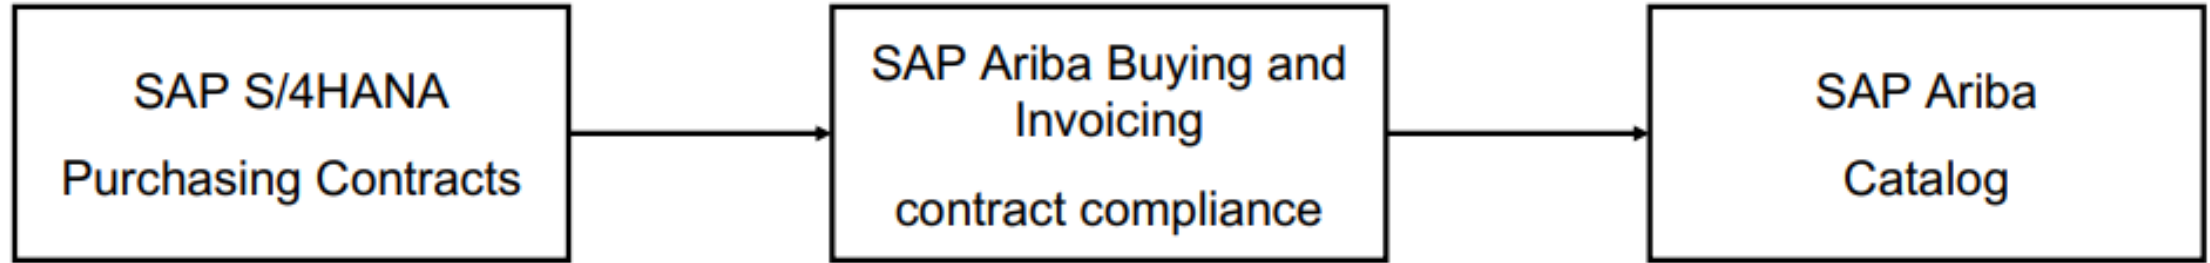 SAP S/4HANA
Purchasing Contracts
SAP Ariba Buying and
Invoicing
contract compliance
SAP Ariba
Catalog